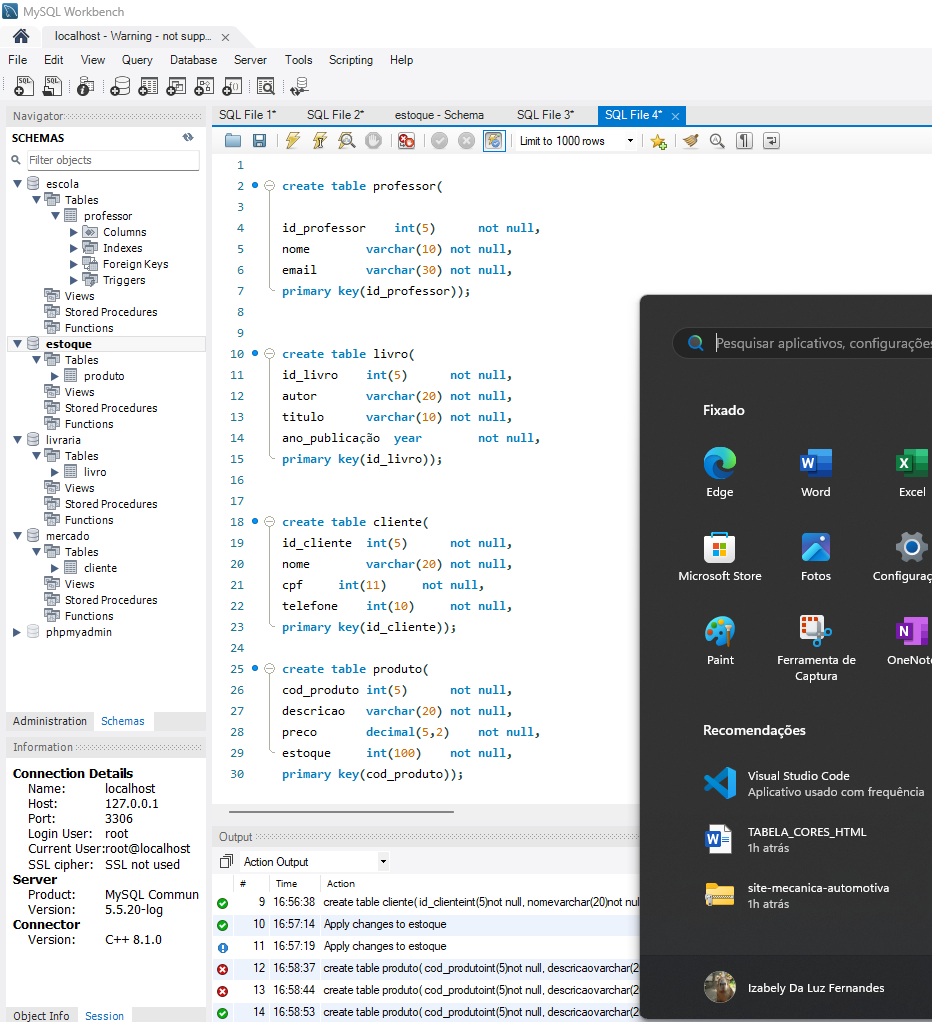 MySQL Workbench
localhost - Warning - not supp...
File Edit View Query Database Server Tools Scripting Help
Navigator
SCHEMAS
Filter objects
escola
Tables
professor
Columns
Indexes
Foreign Keys
Triggers
Views
Stored Procedures
Functions
estoque
Tables
produto
Views
Stored Procedures
Functions
livraria
Tables
livro
Views
Stored Procedures
Functions
mercado
Tables
cliente
Views
Stored Procedures
Functions
phpmyadmin
Administration Schemas
Information
Connection Details
Name: localhost
Host: 127.0.0.1
Port: 3306
Login User: root
Current User: root@localhost
SSL cipher: SSL not used
Server
Product: MySQL Commun
Version: 5.5.20-log
Connector
Version: C++ 8.1.0
Object Info Session
SQL File 1* SQL File 2* estoque - Schema SQL File 3* SQL File 4*
Limit to 1000 rows
1
2 create table professor(
3
4 id_professor int(5) not null,
5 nome varchar(10) not null,
6 email varchar(30) not null,
7 primary key(id_professor));
8
9
10 create table livro(
11 id_livro int(5) not null,
12 autor varchar(20) not null,
13 titulo varchar(10) not null,
14 ano_publicação year not null,
15 primary key(id_livro));
16
17
18 create table cliente(
19 id_cliente int(5) not null,
20 nome varchar(20) not null,
21 cpf int(11) not null,
22 telefone int(10) not null,
23 primary key(id_cliente));
24
25 create table produto(
26 cod_produto int(5) not null,
27 descricao varchar(20) not null,
28 preco decimal(5,2) not null,
29 estoque int(100) not null,
30 primary key(cod_produto));
Output
Action Output
# Time Action
9 16:56:38 create table cliente( id_clienteint(5)not null, nomevarchar(20)not nul
10 16:57:14 Apply changes to estoque
11 16:57:19 Apply changes to estoque
12 16:58:37 create table produto( cod_produtoint(5)not null, descricaovarchar(20
13 16:58:44 create table produto( cod_produtoint(5)not null, descricaovarchar(20
14 16:58:53 create table produto( cod_produtoint(5)not null, descricaovarchar(20
Pesquisar aplicativos, configurações
Fixado
Edge Word Excel
Microsoft Store Fotos Configuraç
Paint Ferramenta de Captura OneNote
Recomendações
Visual Studio Code
Aplicativo usado com frequência
TABELA_CORES_HTML
1h atrás
site-mecanica-automotiva
1h atrás
Izabely Da Luz Fernandes